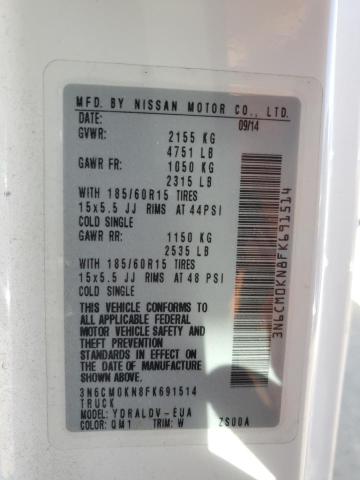 MFD. BY NISSAN MOTOR CO., LTD.
DATE: 09/14
GVWR: 2155 KG
4751 LB
GAWR FR: 1050 KG
2315 LB
WITH 185/60R15 TIRES
15x5.5 JJ RIMS AT 44PSI
COLD SINGLE
GAWR RR: 1150 KG
2535 LB
WITH 185/60R15 TIRES
15x5.5 JJ RIMS AT 48 PSI
COLD SINGLE
THIS VEHICLE CONFORMS TO
ALL APPLICABLE FEDERAL
MOTOR VEHICLE SAFETY AND
THEFT PREVENTION
STANDARDS IN EFFECT ON
THE DATE OF MANUFACTURE
SHOWN ABOVE.
3N6CM0KN8FK691514
TRUCK
MODEL: YDRALDV-EUA
COLOR: QM1 TRIM: W ZS00A
3N6CM0KN8FK691514